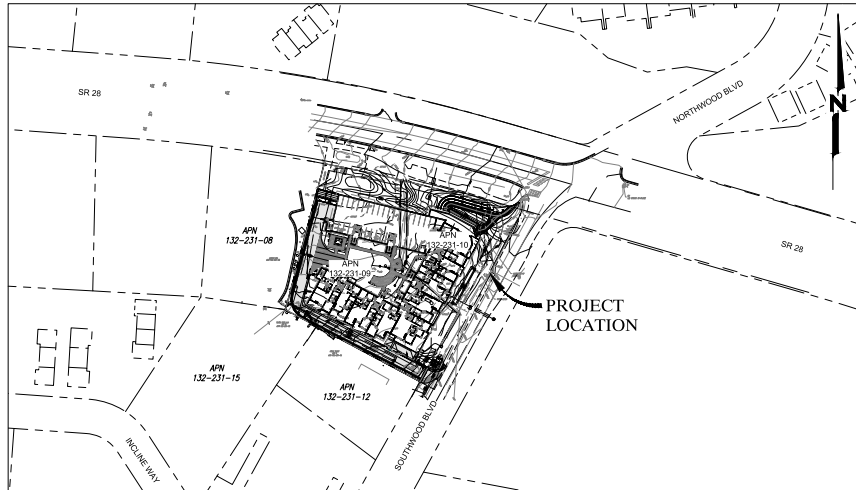 SR 28
NORTHWOOD BLVD
N
APN
132-231-08
APN
132-231-10
SR 28
APN
132-231-09
PROJECT
LOCATION
APN
132-231-15
APN
132-231-12
SOUTHWOOD BLVD
INCLINE WAY